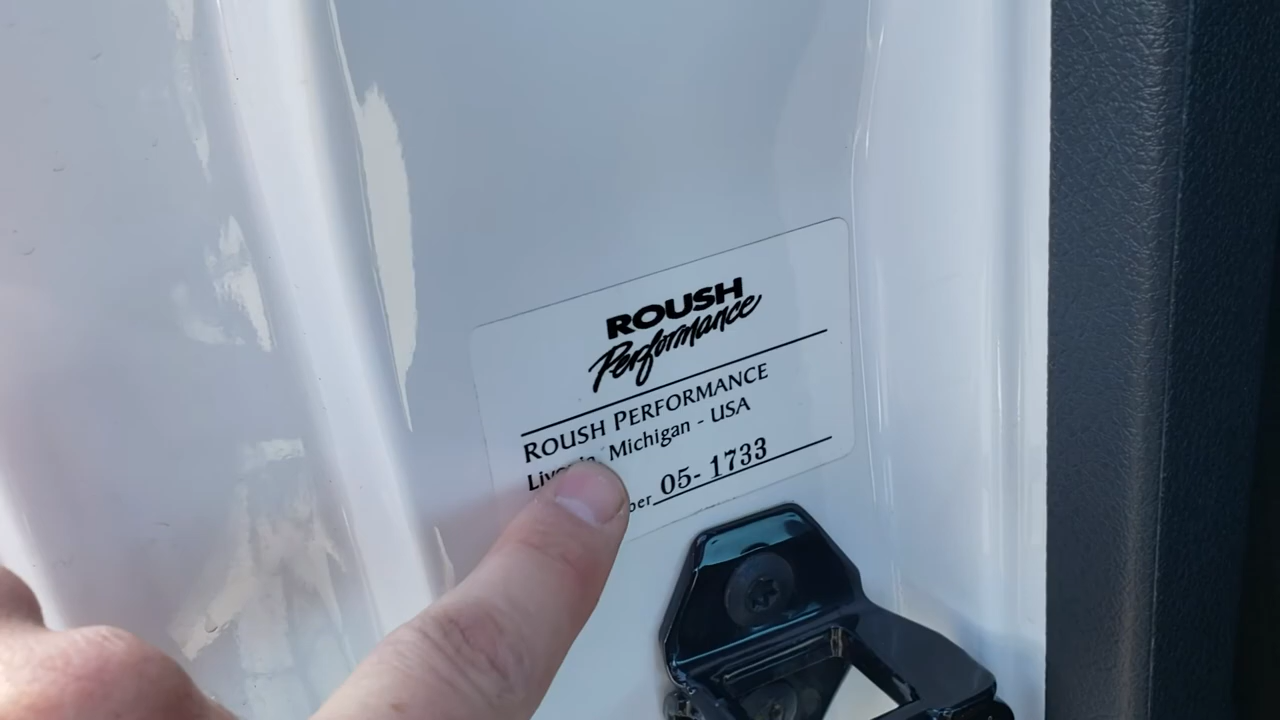 ROUSH
Performance
ROUSH PERFORMANCE
Michigan - USA
05-1733